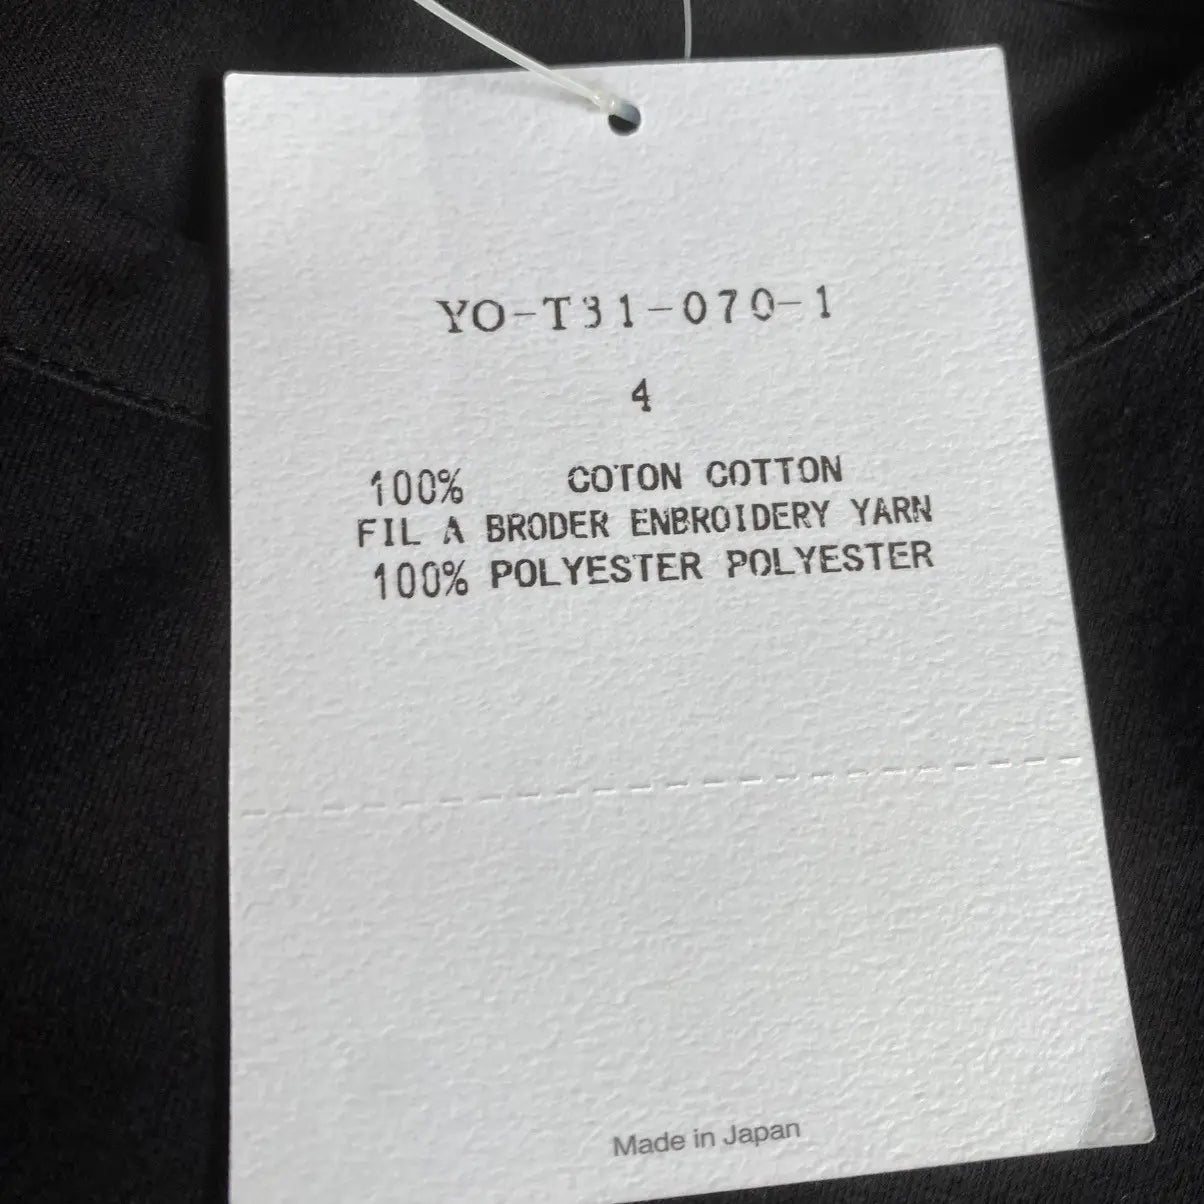 YO-T31-070-1
4
100% COTON COTTON
FIL A BRODER ENBROIDERY YARN
100% POLYESTER POLYESTER
Made in Japan